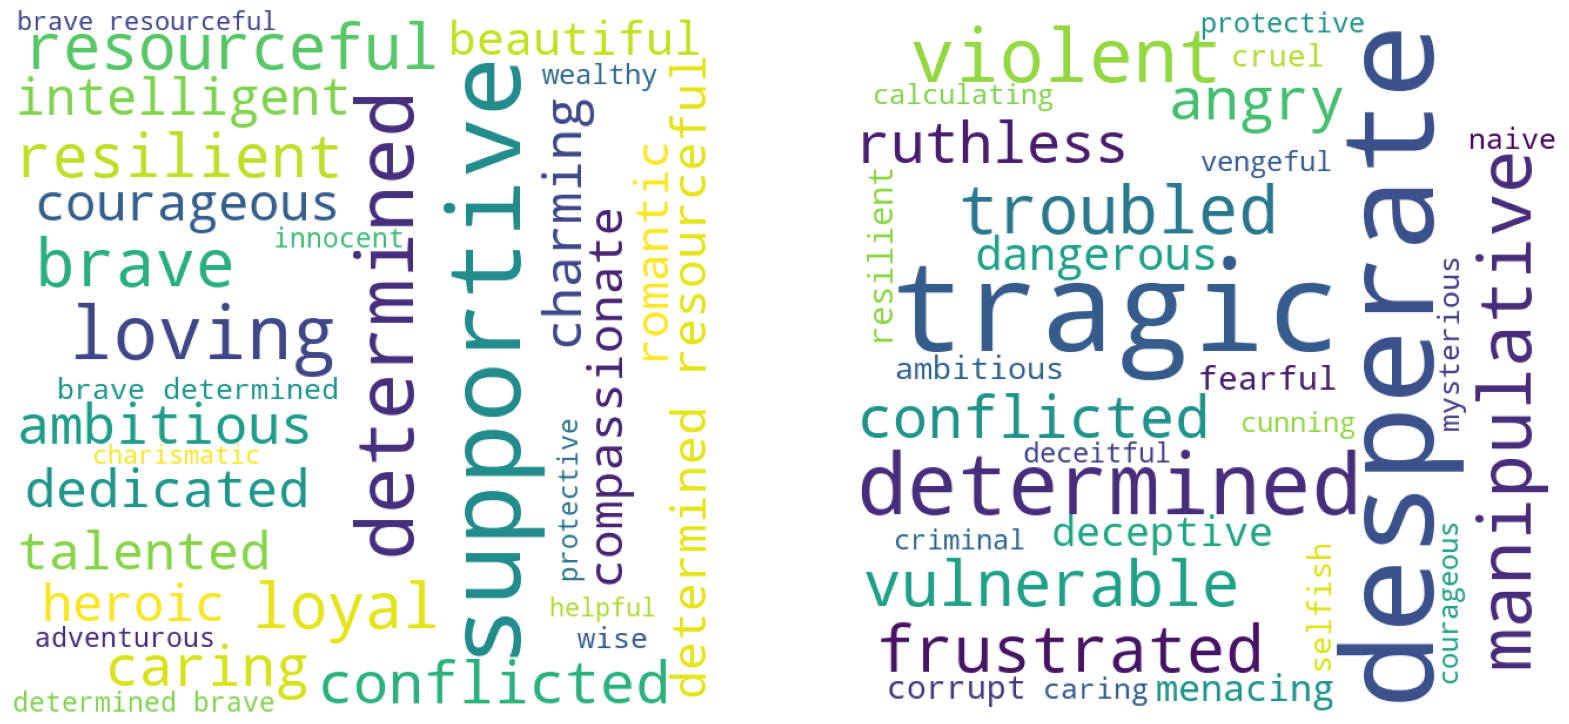 brave resourceful
resourceful
beautiful
intelligent
wealthy
determined
supportive
resilient
charming
romantic
determined resourceful
courageous
innocent
brave
compassionate
loving
brave determined
ambitious
charismatic
protective
dedicated
talented
heroic
loyal
helpful
adventurous
wise
caring
conflicted
determined brave
protective
violent
cruel
calculating
angry
desperate
ruthless
vengeful
naive
resilient
troubled
manipulative
dangerous
tragic
mysterious
ambitious
fearful
conflicted
cunning
deceitful
determined
criminal
deceptive
selfish
courageous
vulnerable
frustrated
corrupt
caring
menacing